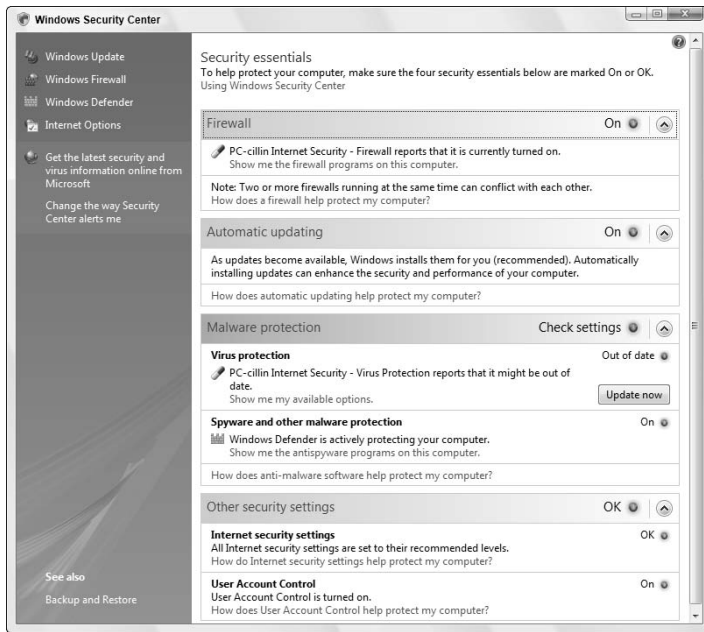 Windows Security Center
Windows Update
Windows Firewall
Windows Defender
Internet Options
Get the latest security and
virus information online from
Microsoft
Change the way Security
Center alerts me
See also
Backup and Restore
Security essentials
To help protect your computer, make sure the four security essentials below are marked On or OK.
Using Windows Security Center
Firewall On
PC-cillin Internet Security - Firewall reports that it is currently turned on.
Show me the firewall programs on this computer.
Note: Two or more firewalls running at the same time can conflict with each other.
How does a firewall help protect my computer?
Automatic updating On
As updates become available, Windows installs them for you (recommended). Automatically
installing updates can enhance the security and performance of your computer.
How does automatic updating help protect my computer?
Malware protection Check settings
Virus protection Out of date
PC-cillin Internet Security - Virus Protection reports that it might be out of
date.
Show me my available options.
Update now
Spyware and other malware protection On
Windows Defender is actively protecting your computer.
Show me the antispyware programs on this computer.
How does anti-malware software help protect my computer?
Other security settings OK
Internet security settings OK
All Internet security settings are set to their recommended levels.
How do Internet security settings help protect my computer?
User Account Control On
User Account Control is turned on.
How does User Account Control help protect my computer?